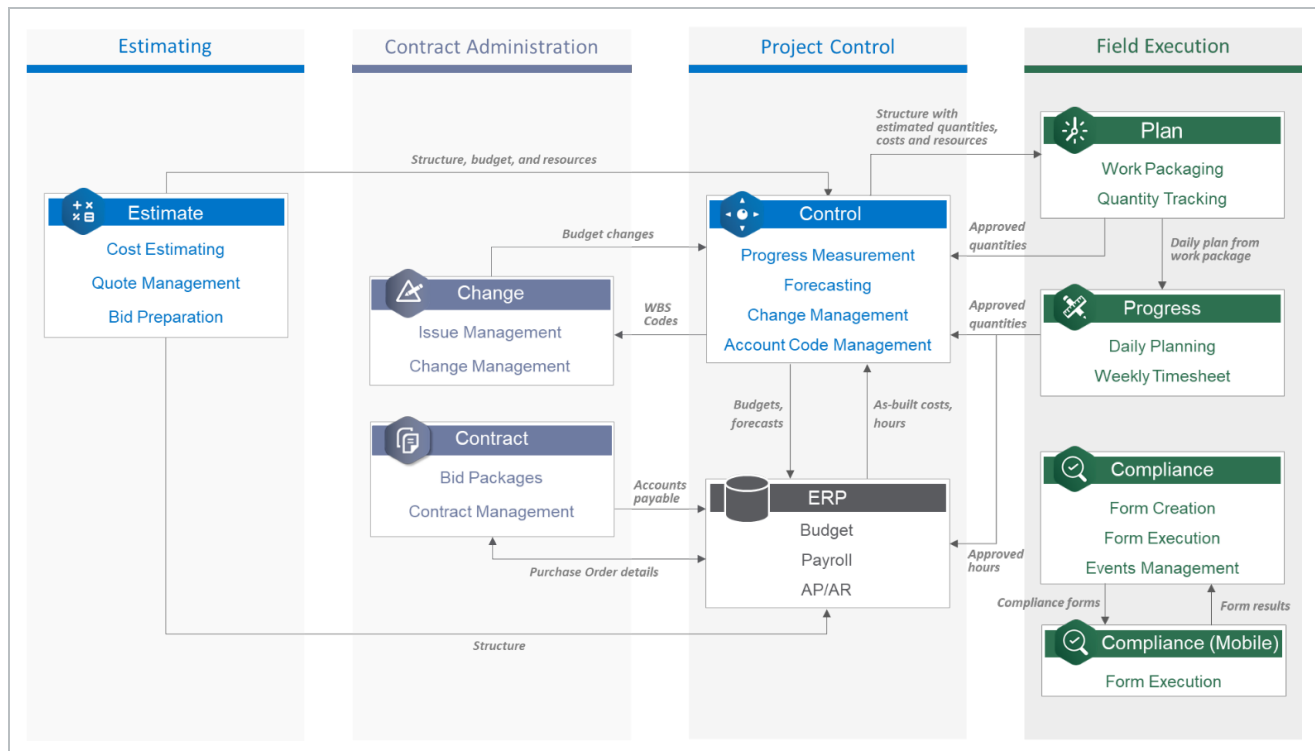 Estimating
Contract Administration
Project Control
Field Execution
Structure, budget, and resources
Estimate
Cost Estimating
Quote Management
Bid Preparation
Budget changes
Change
Issue Management
Change Management
WBS
Codes
Contract
Bid Packages
Contract Management
Accounts
payable
Purchase Order details
Structure
Structure with
estimated quantities,
costs and resources
Control
Progress Measurement
Forecasting
Change Management
Account Code Management
Budgets,
forecasts
As-built costs,
hours
ERP
Budget
Payroll
AP/AR
Plan
Work Packaging
Quantity Tracking
Approved
quantities
Daily plan from
work package
Approved
quantities
Progress
Daily Planning
Weekly Timesheet
Approved
hours
Compliance
Form Creation
Form Execution
Events Management
Compliance forms
Form results
Compliance (Mobile)
Form Execution